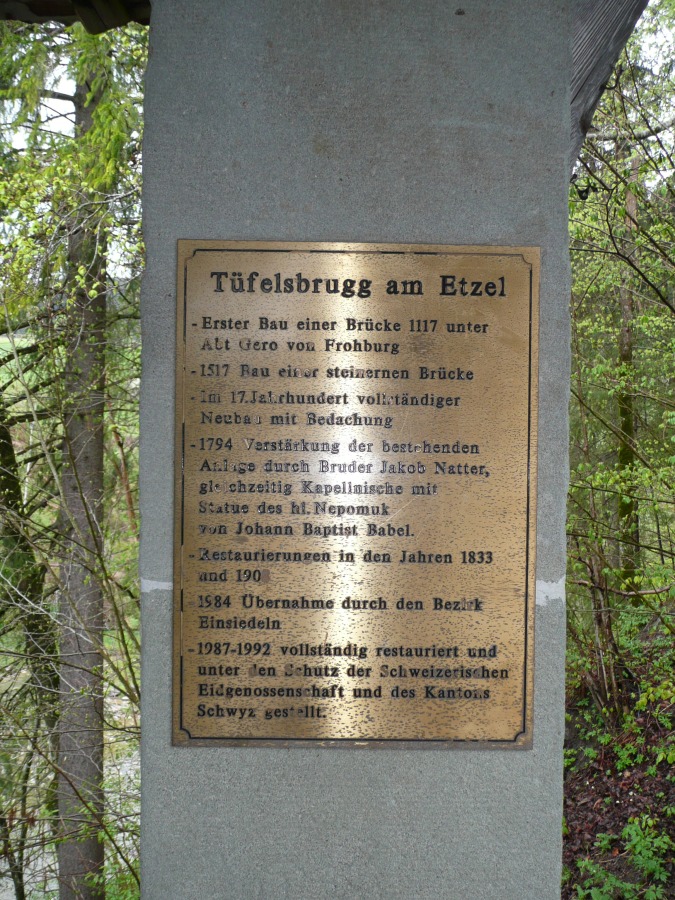 Tüfelsbrugg am Etzel
- Erster Bau einer Brücke 1117 unter
Abt Gero von Frohburg
- 1517 Bau einer steinernen Brücke
- Im 17. Jahrhundert vollständiger
Neubau mit Bedachung
- 1794 Verstärkung der bestehenden
Anlage durch Bruder Jakob Natter,
gleichzeitig Kapellnische mit
Statue des hl. Nepomuk
von Johann Baptist Babel.
- Restaurierungen in den Jahren 1833
und
- 1984 Übernahme durch den Bezirk
Einsiedeln
- 1987-1992 vollständig restauriert und
unter den Schutz der Schweizerischen
Eidgenossenschaft und des Kantons
Schwyz gestellt.